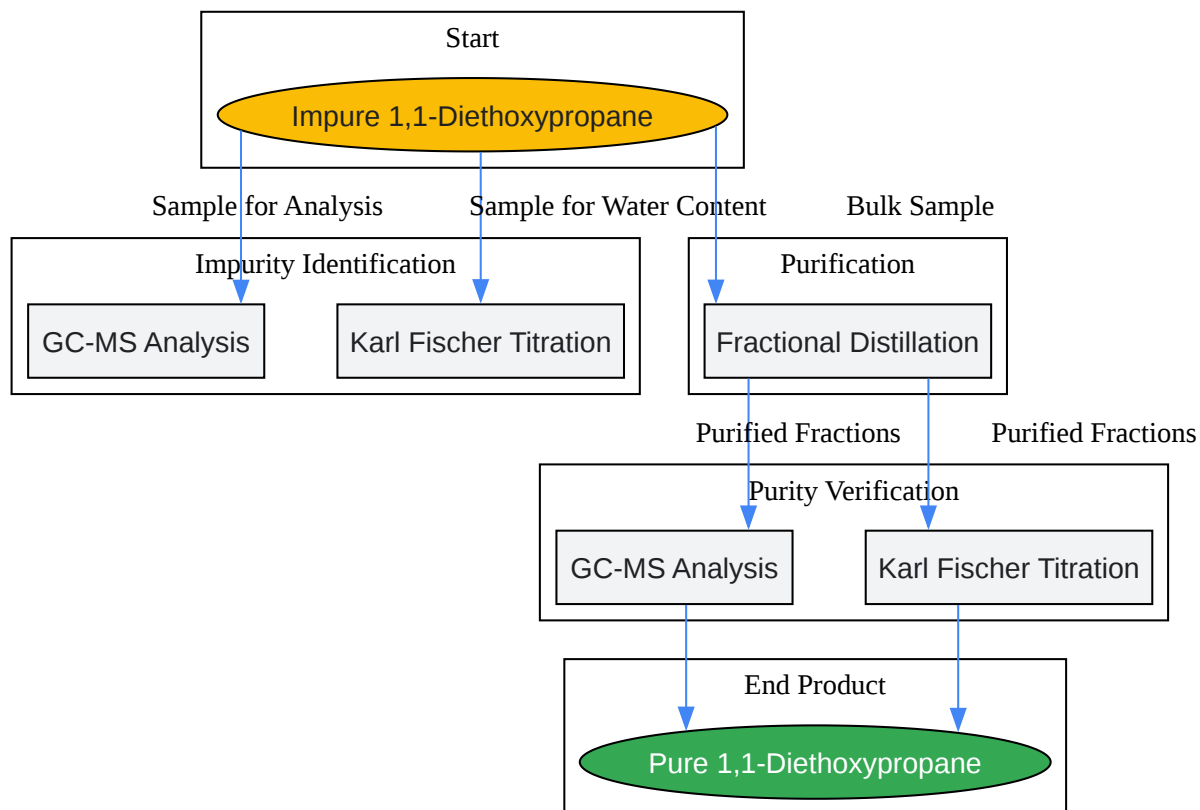 Start
Impure 1,1-Diethoxypropane
Sample for Analysis
Sample for Water Content
Bulk Sample
Impurity Identification
Purification
GC-MS Analysis
Karl Fischer Titration
Fractional Distillation
Purified Fractions
Purified Fractions
Purity Verification
GC-MS Analysis
Karl Fischer Titration
End Product
Pure 1,1-Diethoxypropane